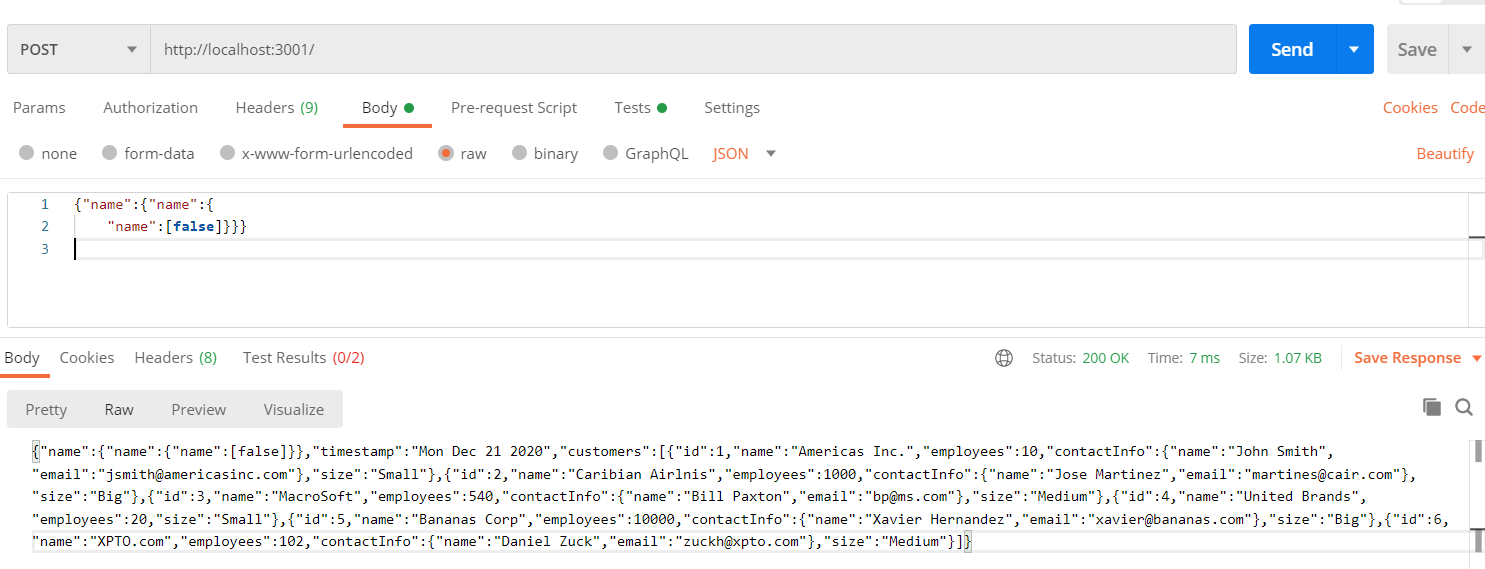 POST http://localhost:3001/ Send Save
Params Authorization Headers (9) Body Pre-request Script Tests Settings Cookies Code
none form-data x-www-form-urlencoded raw binary GraphQL JSON Beautify
1 {"name":{"name":{
2 "name":[false]}}}
3
Body Cookies Headers (8) Test Results (0/2) Status: 200 OK Time: 7 ms Size: 1.07 KB Save Response
Pretty Raw Preview Visualize
{"name":{"name":{"name":[false]}},"timestamp":"Mon Dec 21 2020","customers":[{"id":1,"name":"Americas Inc.","employees":10,"contactInfo":{"name":"John Smith",
"email":"jsmith@americasinc.com"},"size":"Small"},{"id":2,"name":"Caribian Airlnis","employees":1000,"contactInfo":{"name":"Jose Martinez","email":"martines@cair.com"},
"size":"Big"},{"id":3,"name":"MacroSoft","employees":540,"contactInfo":{"name":"Bill Paxton","email":"bp@ms.com"},"size":"Medium"},{"id":4,"name":"United Brands",
"employees":20,"size":"Small"},{"id":5,"name":"Bananas Corp","employees":10000,"contactInfo":{"name":"Xavier Hernandez","email":"xavier@bananas.com"},"size":"Big"},{"id":6,
"name":"XPTO.com","employees":102,"contactInfo":{"name":"Daniel Zuck","email":"zuckh@xpto.com"},"size":"Medium"}]}